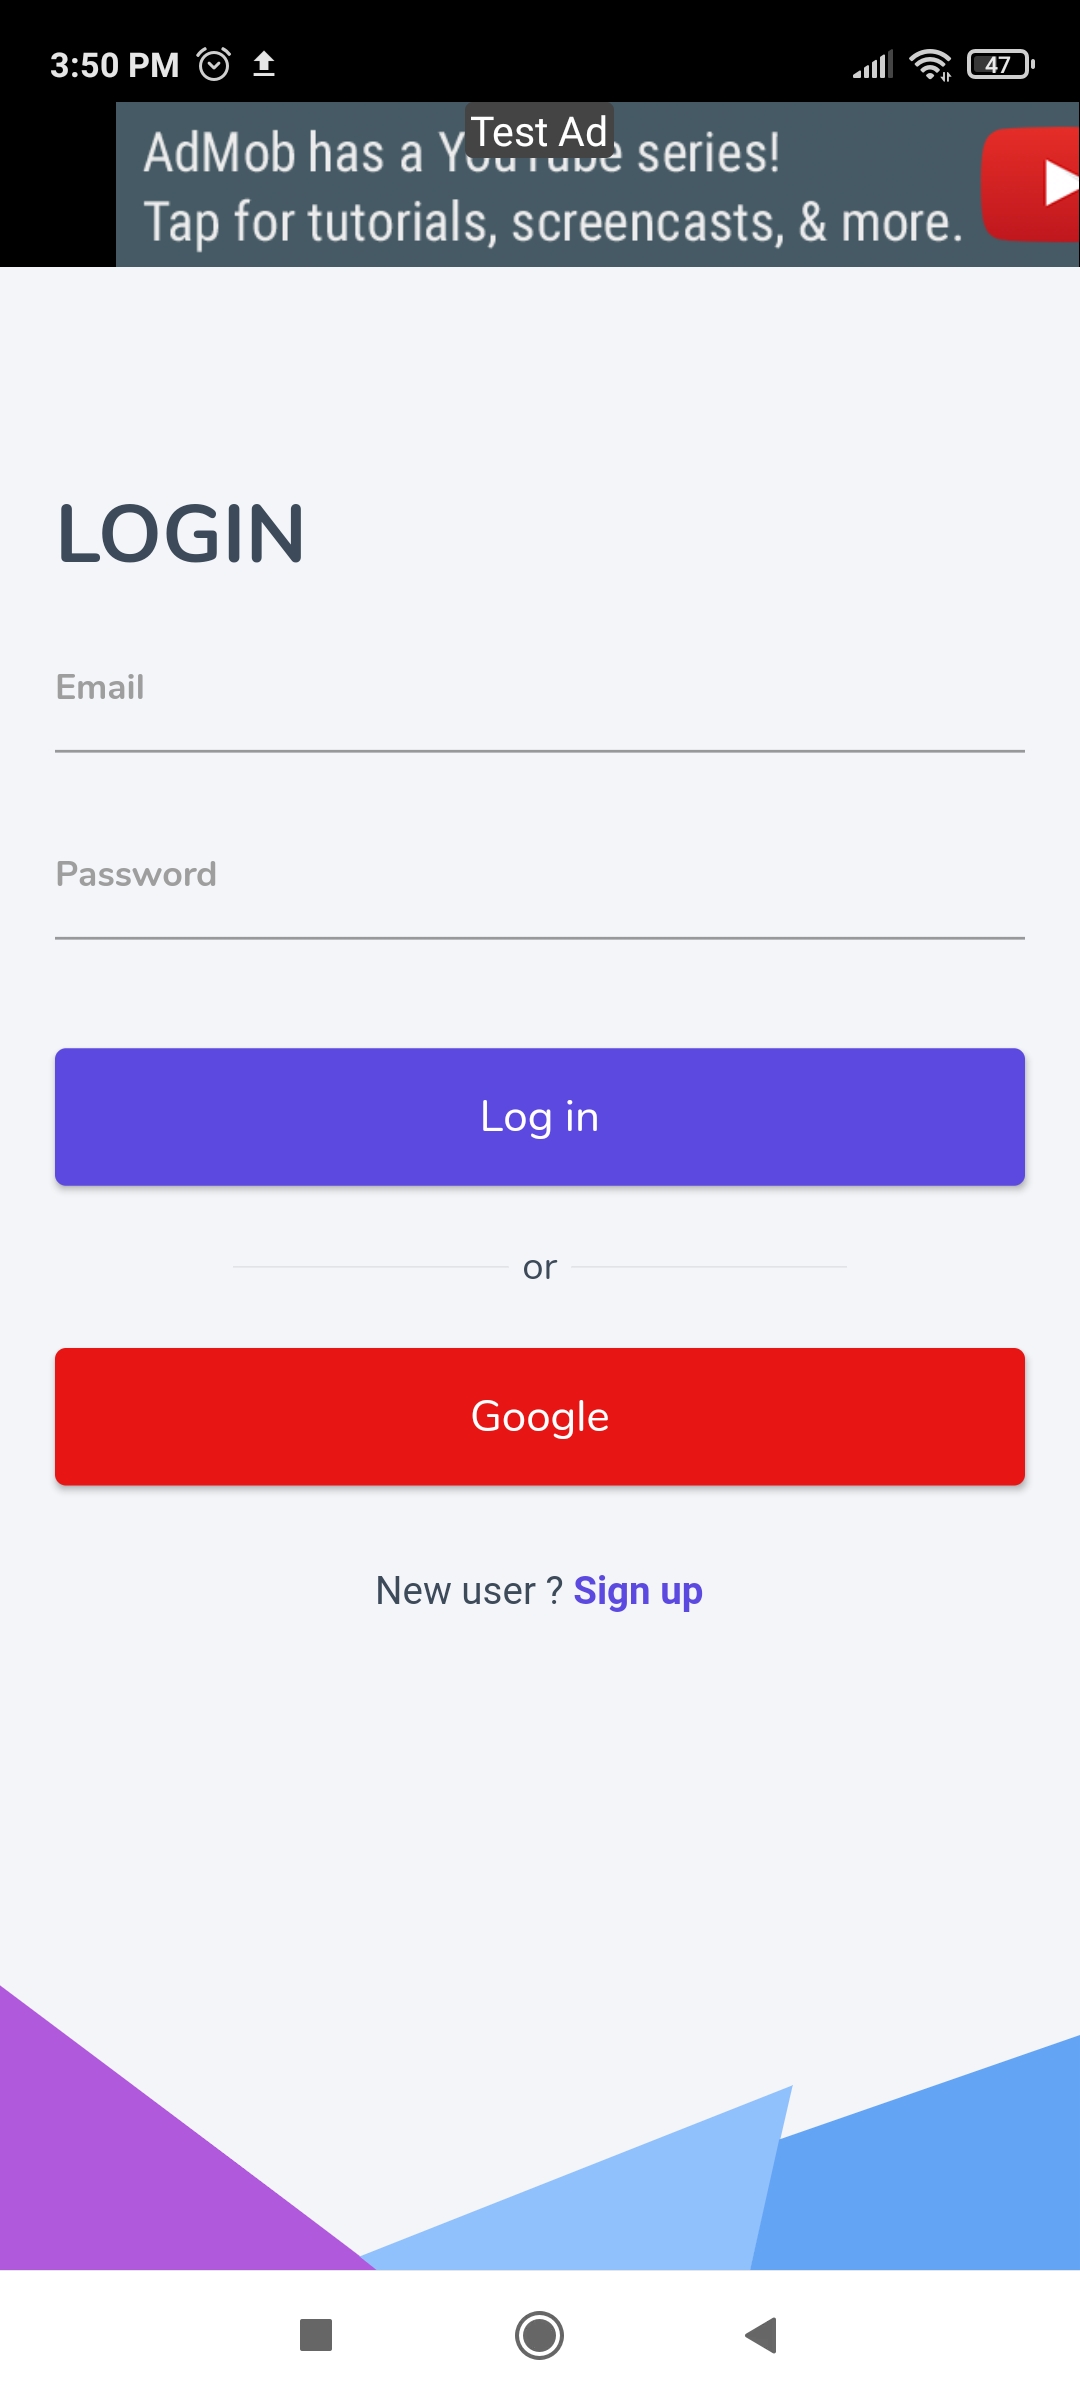 3:50 PM
47
Test Ad
AdMob has a YouTube series!
Tap for tutorials, screencasts, & more.
LOGIN
Email
Password
Log in
or
Google
New user ? Sign up